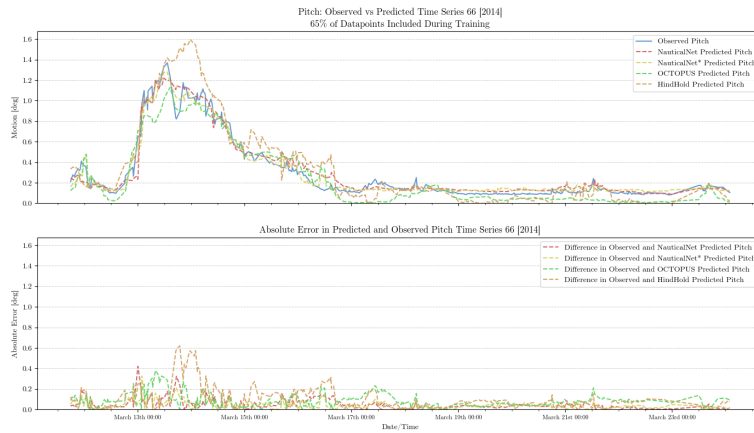 Pitch: Observed vs Predicted Time Series 66 [2014]
65% of Datapoints Included During Training
1.6
1.4
1.2
1.0
0.8
0.6
0.4
0.2
0.0
Motion [deg]
Observed Pitch
NauticalNet Predicted Pitch
NauticalNet* Predicted Pitch
OCTOPUS Predicted Pitch
HindHold Predicted Pitch
Absolute Error in Predicted and Observed Pitch Time Series 66 [2014]
1.6
1.4
1.2
1.0
0.8
0.6
0.4
0.2
0.0
Absolute Error [deg]
Difference in Observed and NauticalNet Predicted Pitch
Difference in Observed and NauticalNet* Predicted Pitch
Difference in Observed and OCTOPUS Predicted Pitch
Difference in Observed and HindHold Predicted Pitch
March 13th 00:00
March 15th 00:00
March 17th 00:00
March 19th 00:00
March 21th 00:00
March 23rd 00:00
Date/Time